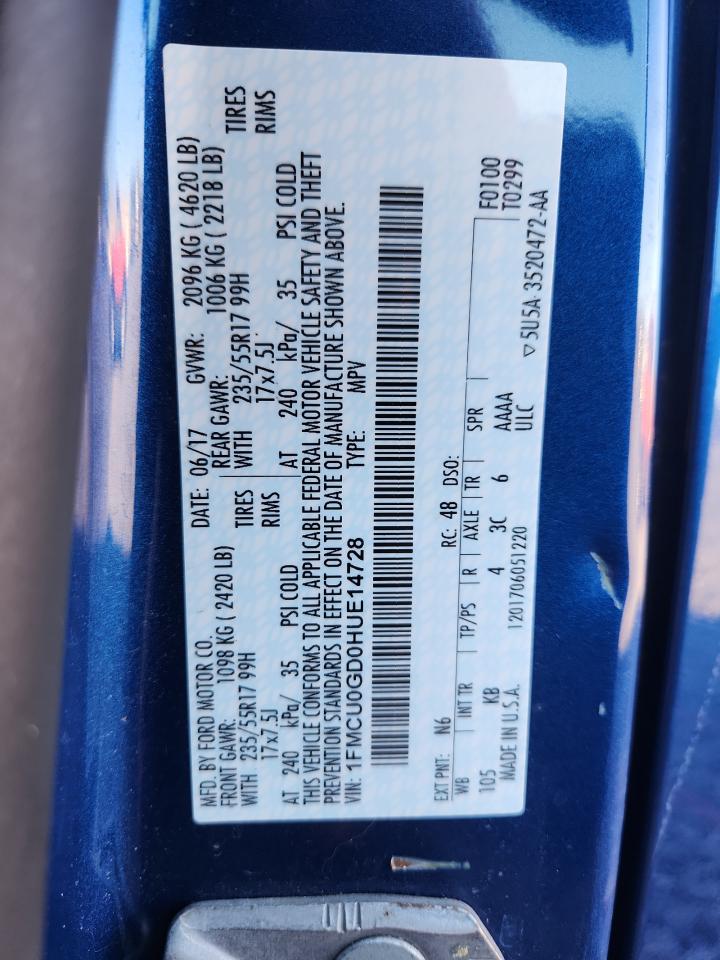 MFD. BY FORD MOTOR CO. DATE: 06/17 GVWR: 2096 KG ( 4620 LB)
FRONT GAWR: 1098 KG ( 2420 LB) REAR GAWR: 1006 KG ( 2218 LB)
WITH 235/55R17 99H TIRES WITH 235/55R17 99H TIRES
17x7.5J RIMS 17x7.5J RIMS
AT 240 kPa/ 35 PSI COLD AT 240 kPa/ 35 PSI COLD
THIS VEHICLE CONFORMS TO ALL APPLICABLE FEDERAL MOTOR VEHICLE SAFETY AND THEFT
PREVENTION STANDARDS IN EFFECT ON THE DATE OF MANUFACTURE SHOWN ABOVE.
VIN: 1FMCU0GD0HUE14728 TYPE: MPV
EXT PNT: N6 RC: 48 DSO: F0100
WB INT TR TP/PS R AXLE TR SPR T0299
105 KB 4 3C 6 AAAA
MADE IN U.S.A. 1201706051220 ULC ▽5U5A-3520472-AA